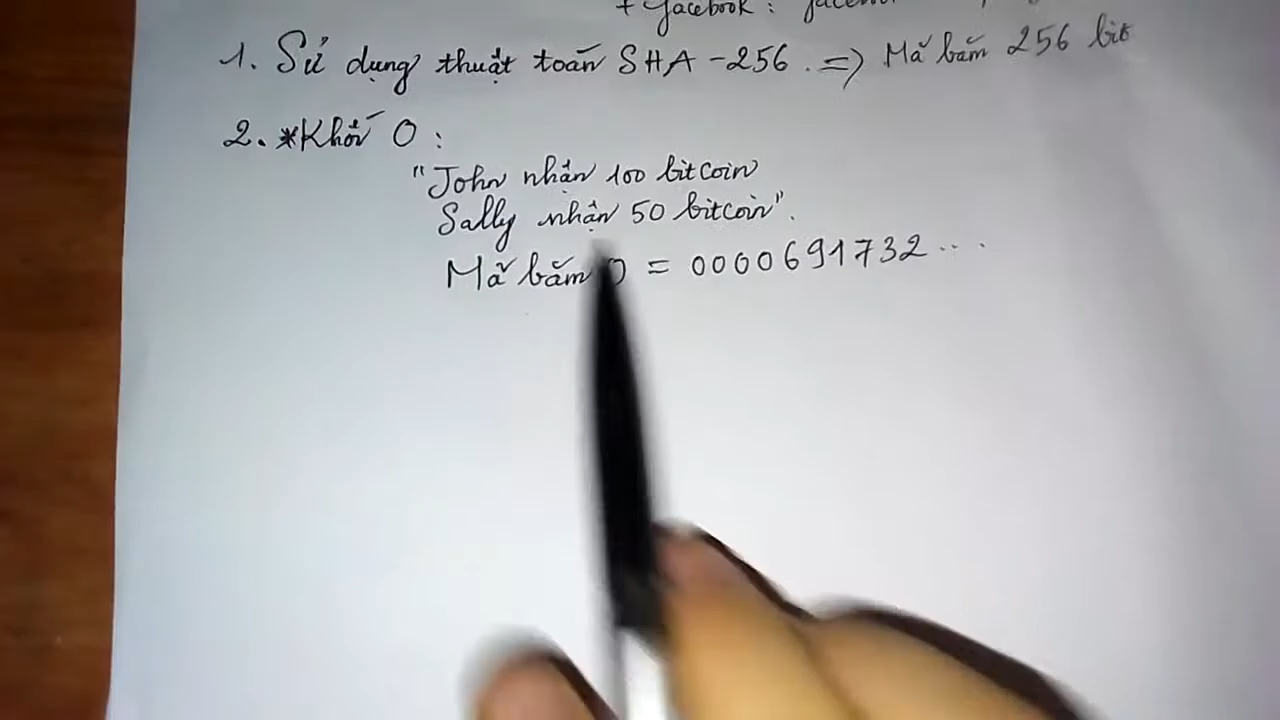 + facebook :
1. Sử dụng thuật toán SHA-256. => Mã băm 256 bit
2. *Khối 0 :
"John nhận 100 bitcoin
Sally nhận 50 bitcoin".
Mã băm 0 = 0000691732...